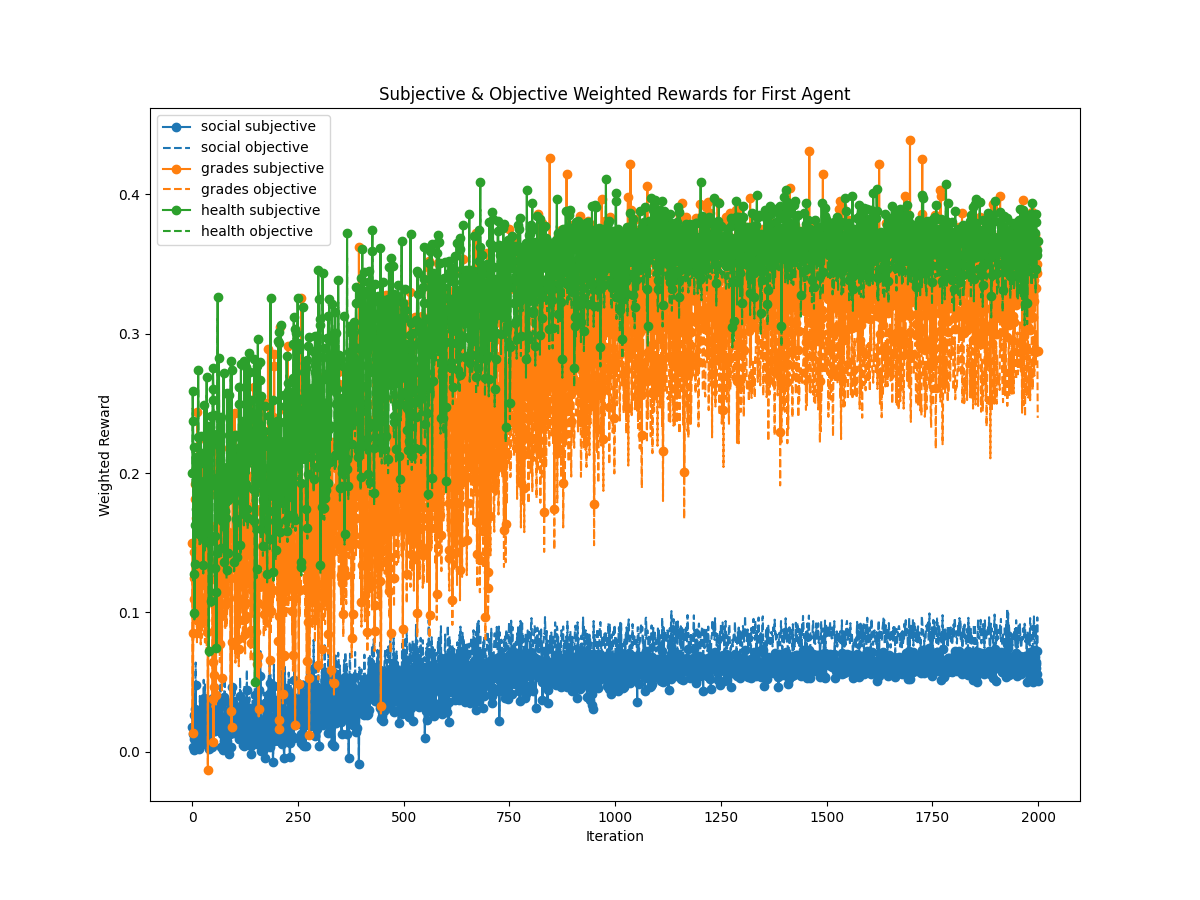 Subjective & Objective Weighted Rewards for First Agent
social subjective
social objective
grades subjective
grades objective
health subjective
health objective
Weighted Reward
0.4
0.3
0.2
0.1
0.0
0 250 500 750 1000 1250 1500 1750 2000
Iteration